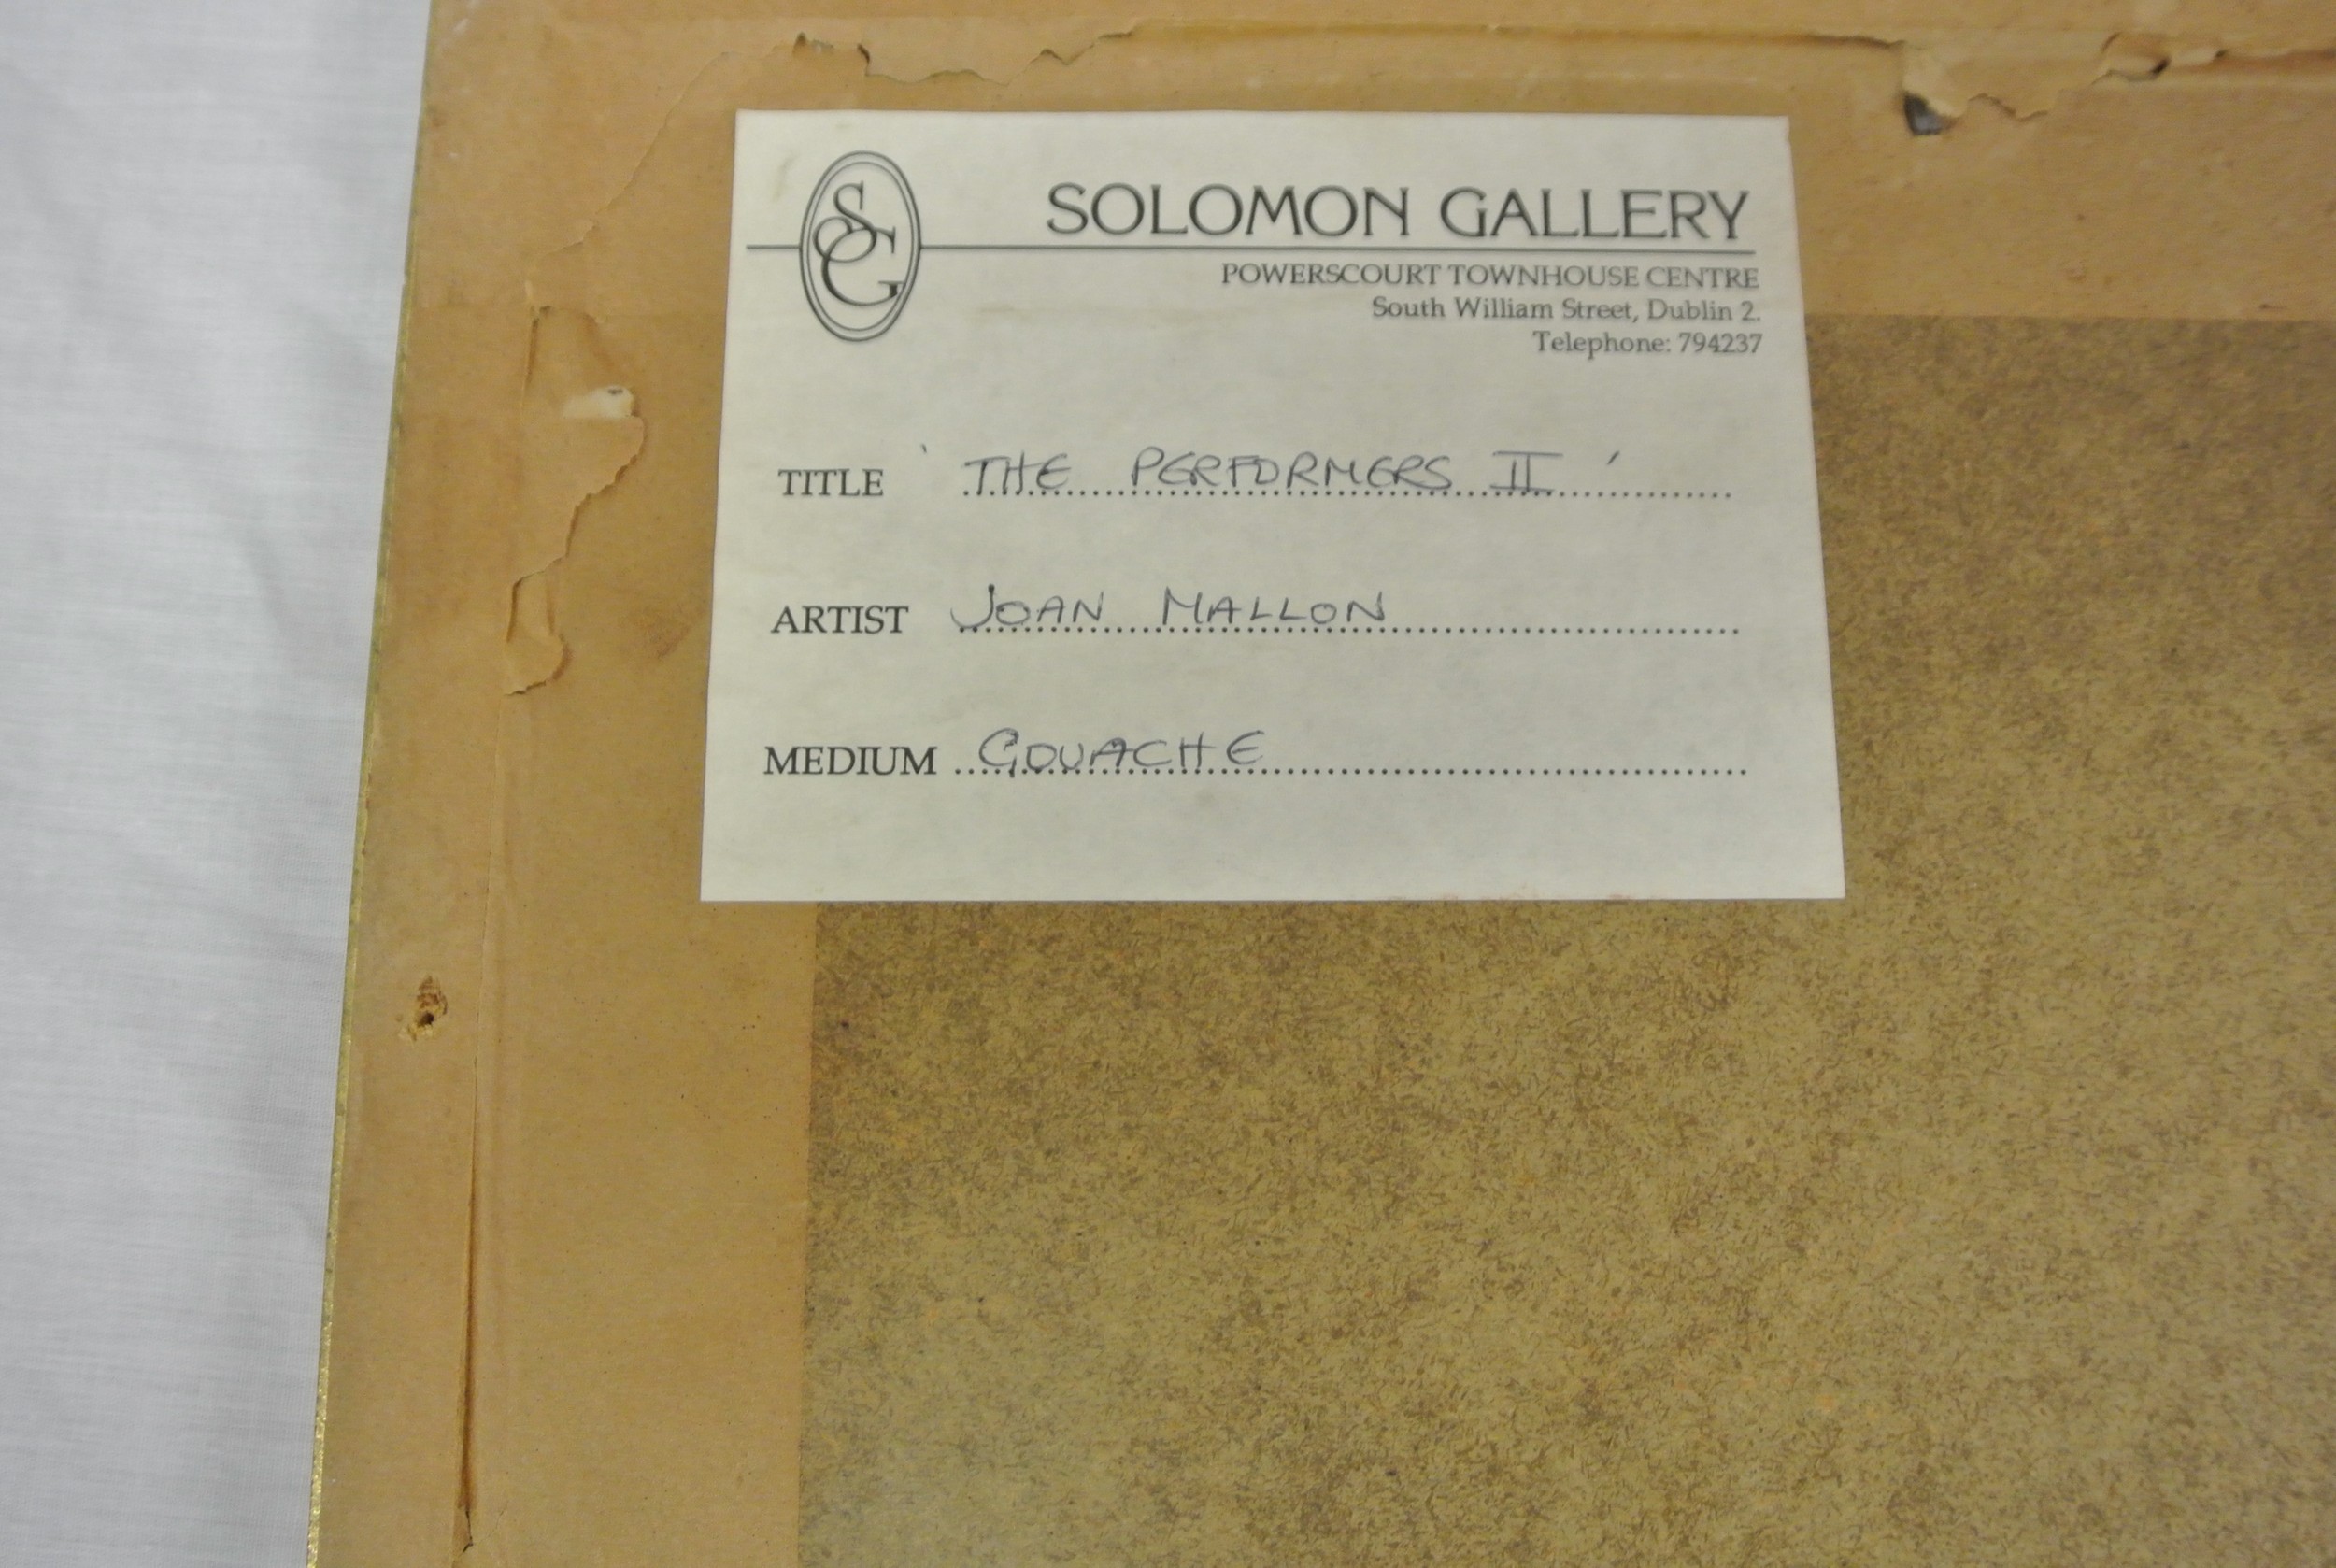 SG
SOLOMON GALLERY
POWERSCOURT TOWNHOUSE CENTRE
South William Street, Dublin 2.
Telephone: 794237
TITLE ' THE PERFORMERS II '
ARTIST JOAN MALLON
MEDIUM GOUACHE